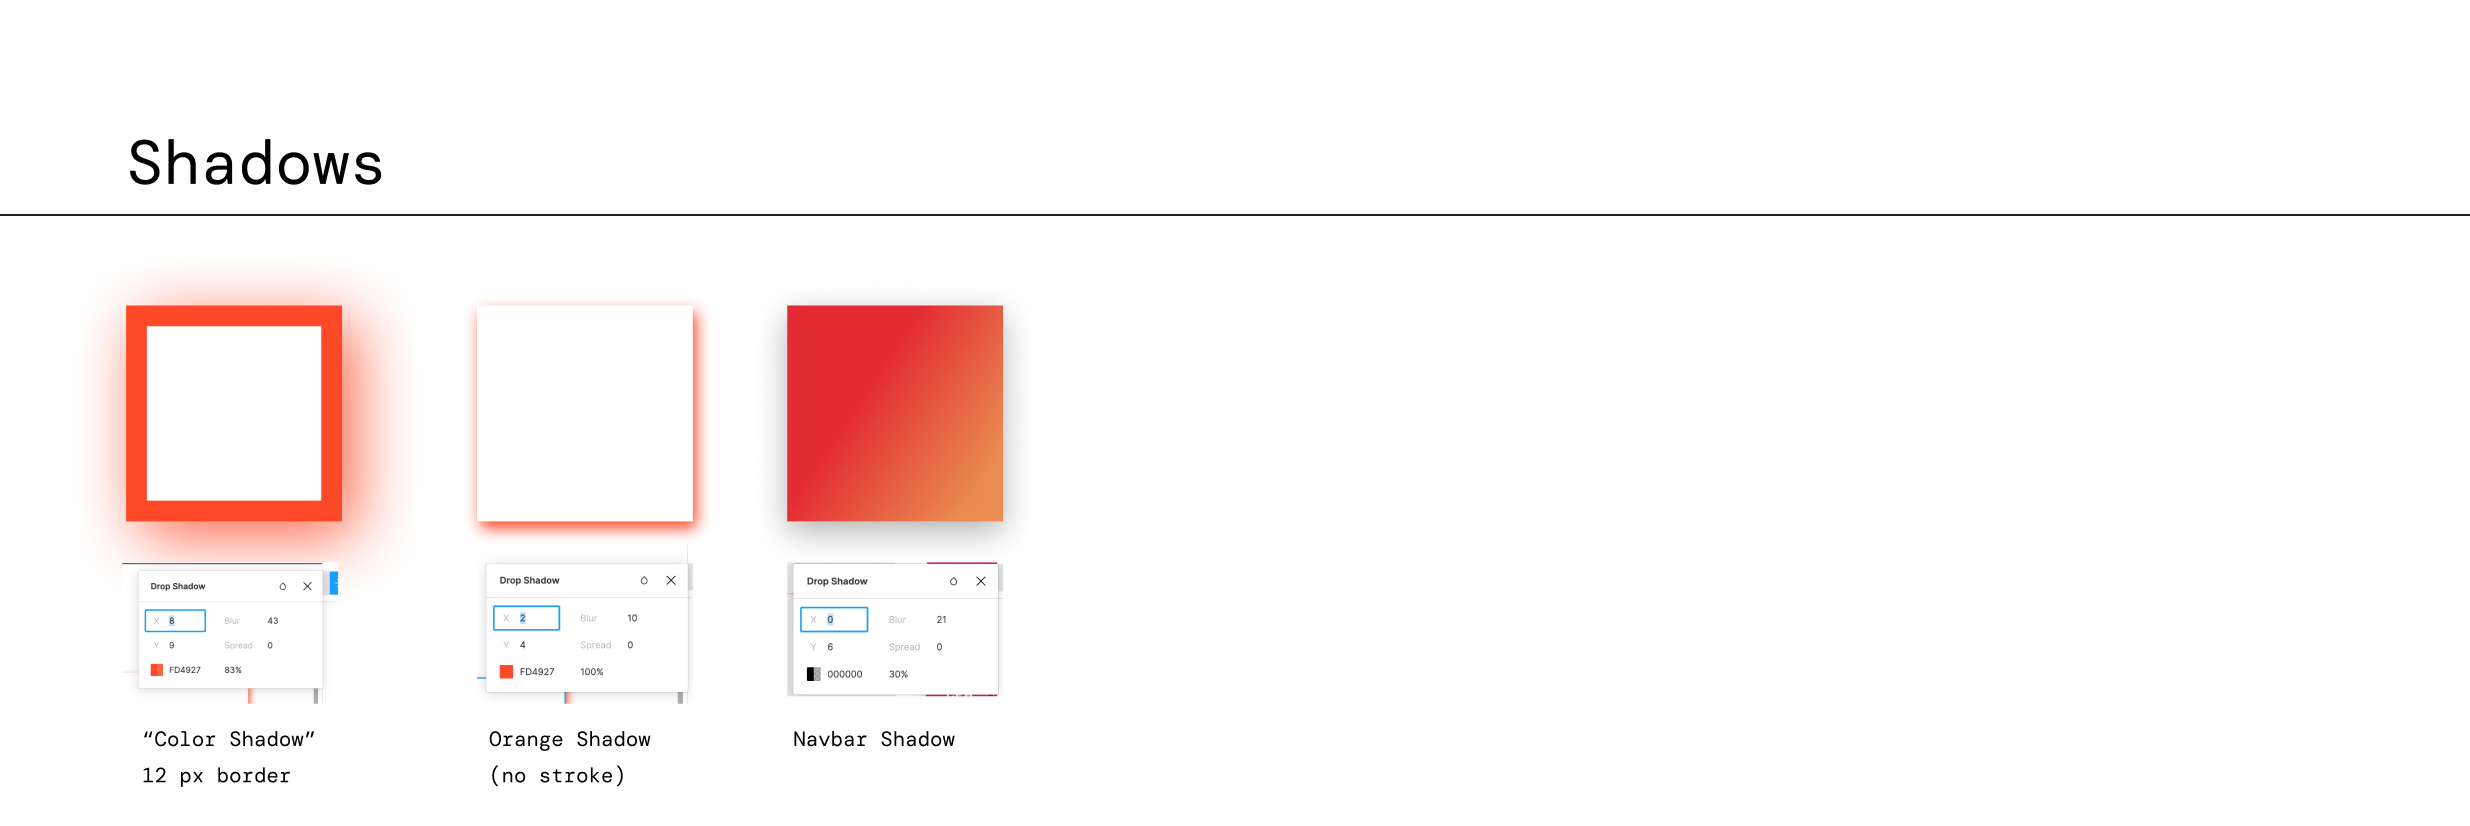 Shadows
Drop Shadow
X 8 Blur 43
Y 9 Spread 0
FD4927 83%
“Color Shadow”
12 px border
Drop Shadow
X 2 Blur 10
Y 4 Spread 0
FD4927 100%
Orange Shadow
(no stroke)
Drop Shadow
X 0 Blur 21
Y 6 Spread 0
000000 30%
Navbar Shadow